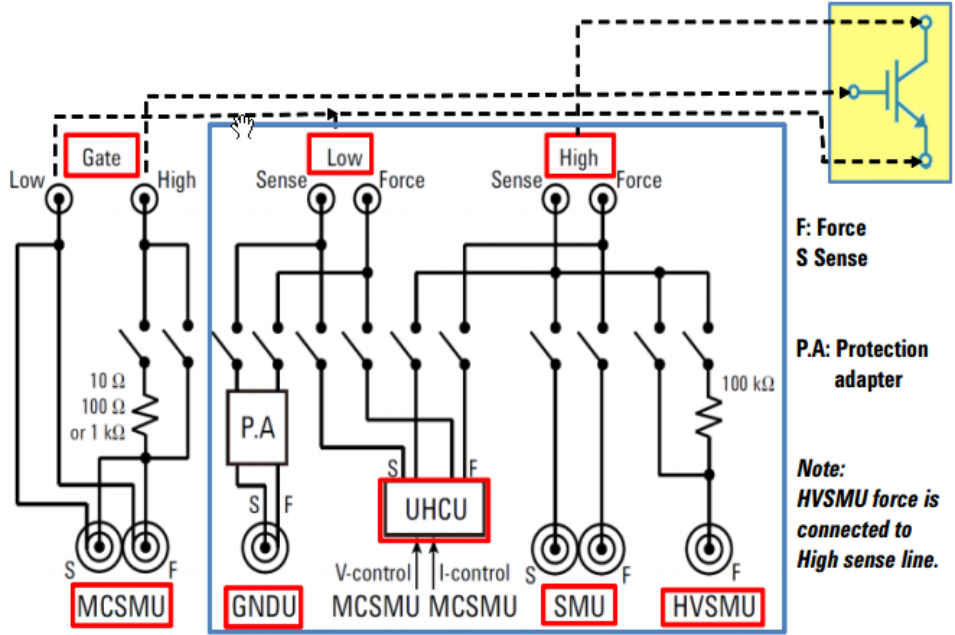 Gate
Low
High
Low
High
Sense
Force
Sense
Force
F: Force
S Sense
P.A: Protection
adapter
10 Ω
100 Ω
or 1 kΩ
100 kΩ
P.A
S
F
S
F
UHCU
Note:
HVSMU force is
connected to
High sense line.
S
F
V-control
I-control
S
F
F
MCSMU
GNDU
MCSMU
MCSMU
SMU
HVSMU